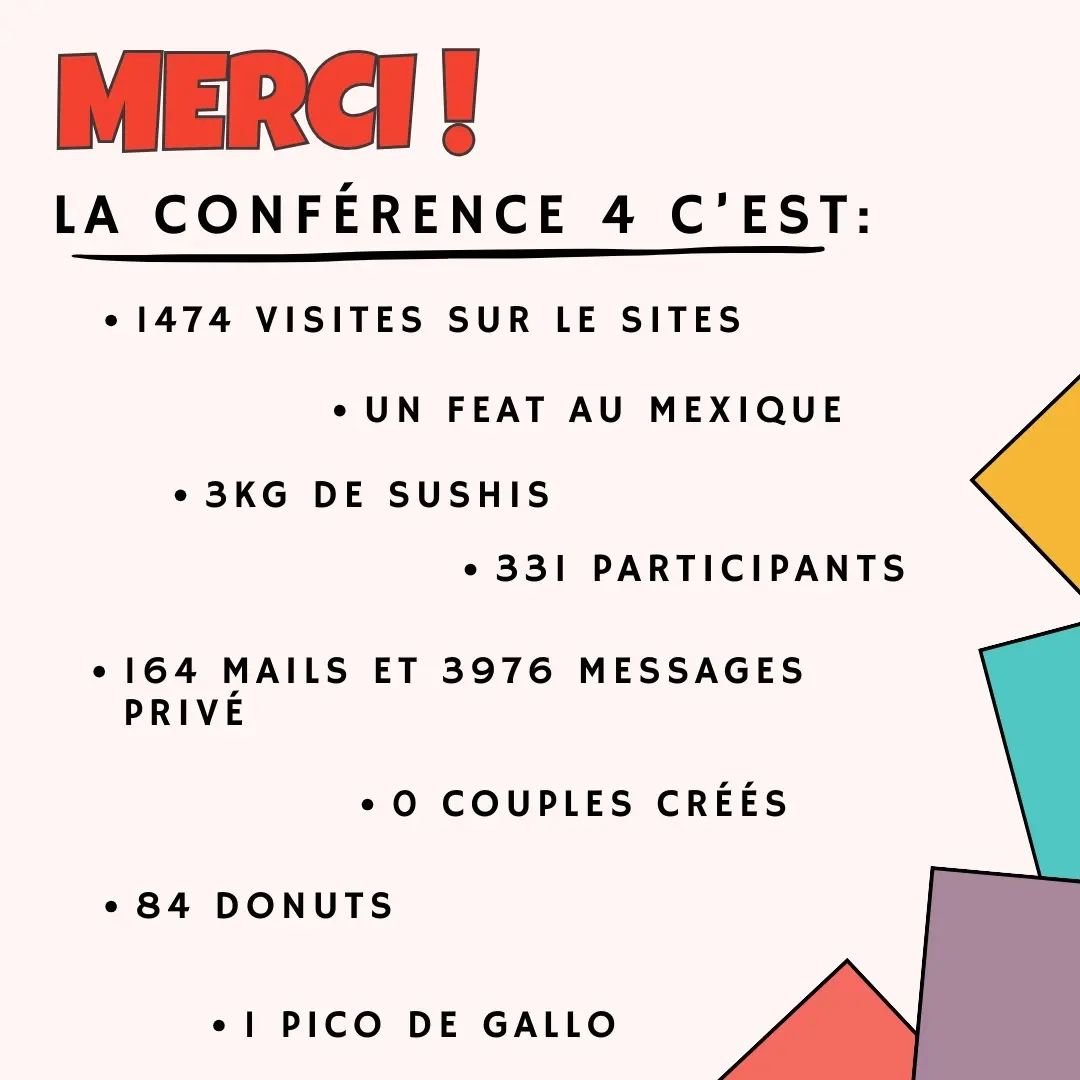 MERCI !
LA CONFÉRENCE 4 C'EST:
• 1474 VISITES SUR LE SITES
• UN FEAT AU MEXIQUE
• 3KG DE SUSHIS
• 331 PARTICIPANTS
• 164 MAILS ET 3976 MESSAGES
PRIVÉ
• 0 COUPLES CRÉÉS
• 84 DONUTS
• 1 PICO DE GALLO